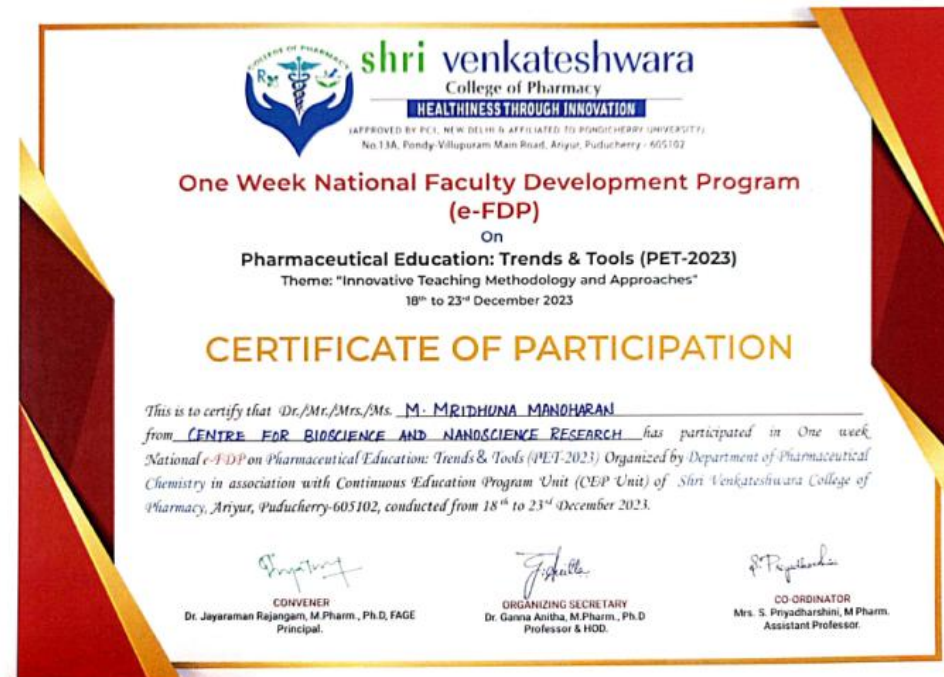 COLLEGE OF PHARMACY
Rx
shri venkateshwara
College of Pharmacy
HEALTHINESS THROUGH INNOVATION
(APPROVED BY PCI, NEW DELHI & AFFILIATED TO PONDICHERRY UNIVERSITY)
No.13A, Pondy-Villupuram Main Road, Ariyur, Puducherry - 605102
One Week National Faculty Development Program
(e-FDP)
On
Pharmaceutical Education: Trends & Tools (PET-2023)
Theme: "Innovative Teaching Methodology and Approaches"
18th to 23rd December 2023
CERTIFICATE OF PARTICIPATION
This is to certify that Dr./Mr./Mrs./Ms. M. MRIDHUNA MANOHARAN
from CENTRE FOR BIOSCIENCE AND NANOSCIENCE RESEARCH has participated in One week
National e-FDP on Pharmaceutical Education: Trends & Tools (PET-2023) Organized by Department of Pharmaceutical
Chemistry in association with Continuous Education Program Unit (CEP Unit) of Shri Venkateshwara College of
Pharmacy, Ariyur, Puducherry-605102, conducted from 18th to 23rd December 2023.
S. Priyadharshini
CONVENER
Dr. Jayaraman Rajangam, M.Pharm., Ph.D, FAGE
Principal.
ORGANIZING SECRETARY
Dr. Ganna Anitha, M.Pharm., Ph.D
Professor & HOD.
CO-ORDINATOR
Mrs. S. Priyadharshini, M Pharm.
Assistant Professor.